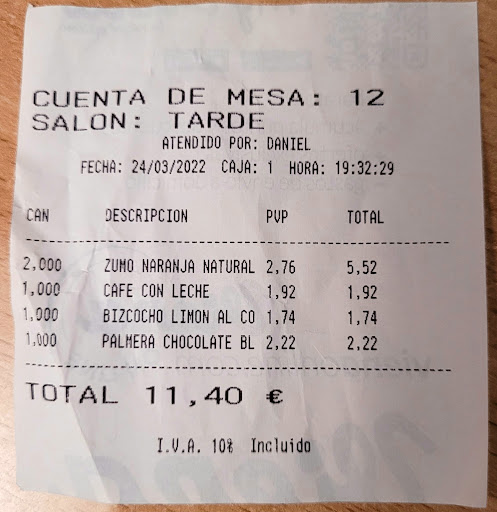 CUENTA DE MESA: 12
SALON: TARDE
ATENDIDO POR: DANIEL
FECHA: 24/03/2022 CAJA: 1 HORA: 19:32:29
CAN DESCRIPCION PVP TOTAL
2,000 ZUMO NARANJA NATURAL 2,76 5,52
1,000 CAFE CON LECHE 1,92 1,92
1,000 BIZCOCHO LIMON AL CO 1,74 1,74
1,000 PALMERA CHOCOLATE BL 2,22 2,22
TOTAL 11,40 €
I.V.A. 10% Incluido